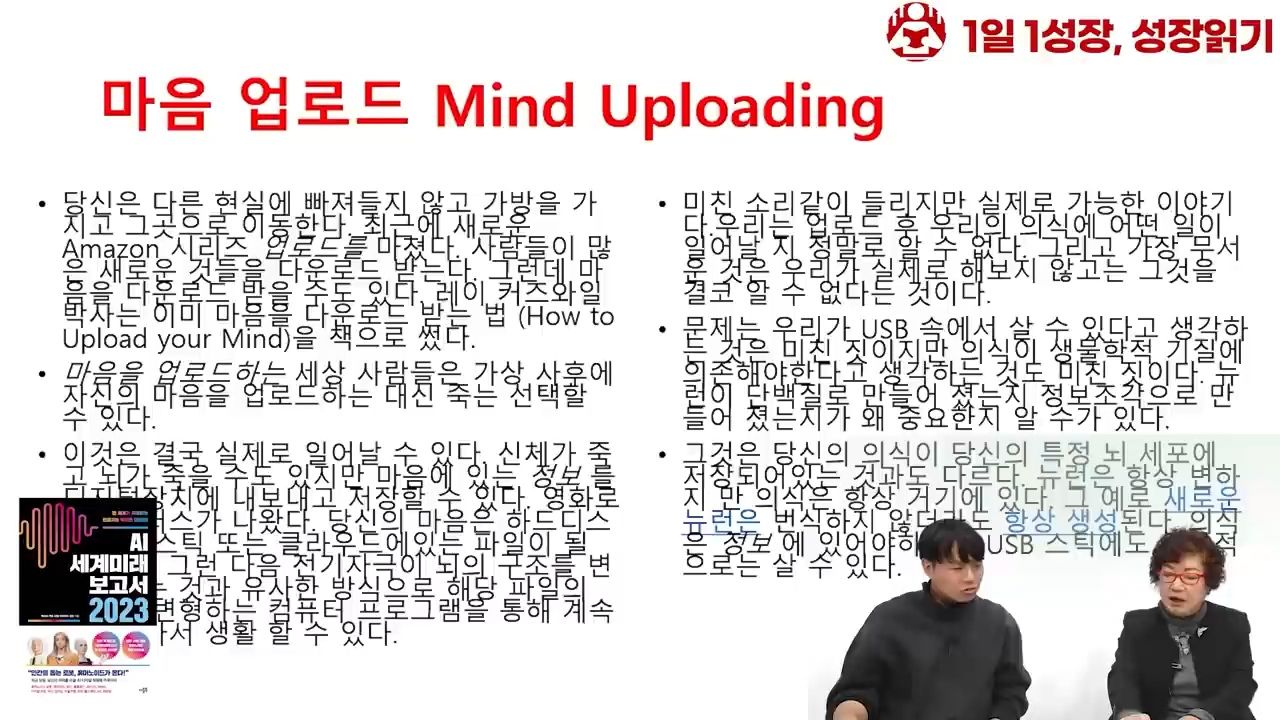 1일 1성장, 성장읽기
마음 업로드 Mind Uploading
• 당신은 다른 현실에 빠져들지 않고 가방을 가
지고 그곳으로 이동한다. 최근에 새로운
Amazon 시리즈 업로드를 마쳤다. 사람들이 많
은 새로운 것들을 다운로드 받는다. 그런데 마
음을 다운로드 받을 수도 있다. 레이 커즈와일
박사는 이미 마음을 다운로드 받는 법 (How to
Upload your Mind)을 책으로 썼다.
• 마음을 업로드하는 세상 사람들은 가상 사후에
자신의 마음을 업로드하는 대신 죽는 선택할
수 있다.
• 이것은 결국 실제로 일어날 수 있다. 신체가 죽
고 뇌가 죽을 수도 있지만 마음에 있는 정보 를
디지털장치에 내보내고 저장할 수 있다. 영화로
스가 나왔다. 당신의 마음은 하드디스
스틱 또는 클라우드에있는 파일이 될
그런 다음 전기자극이 뇌의 구조를 변
는 것과 유사한 방식으로 해당 파일의
변형하는 컴퓨터 프로그램을 통해 계속
서 생활 할 수 있다.
• 미친 소리같이 들리지만 실제로 가능한 이야기
다.우리는 업로드 후 우리의 의식에 어떤 일이
일어날 지 정말로 알 수 없다. 그리고 가장 무서
운 것은 우리가 실제로 해보지 않고는 그것을
결코 알 수 없다는 것이다.
• 문제는 우리가 USB 속에서 살 수 있다고 생각하
는 것은 미친 짓이지만 의식이 생물학적 기질에
의존해야한다고 생각하는 것도 미친 짓이다. 뉴
런이 단백질로 만들어 졌는지 정보조각으로 만
들어 졌는지가 왜 중요한지 알 수가 있다.
• 그것은 당신의 의식이 당신의 특정 뇌 세포에
저장되어있는 것과도 다르다. 뉴런은 항상 변하
지 만 의식은 항상 거기에 있다. 그 예로 새로운
뉴런은 번식하지 않더라도 항상 생성된다. 의식
은 정보 에 있어야하 USB 스틱에도 적
으로는 살 수 있다.
AI
세계미래
보고서
2023
"인간을 돕는 로봇, 휴머노이드가 온다!"